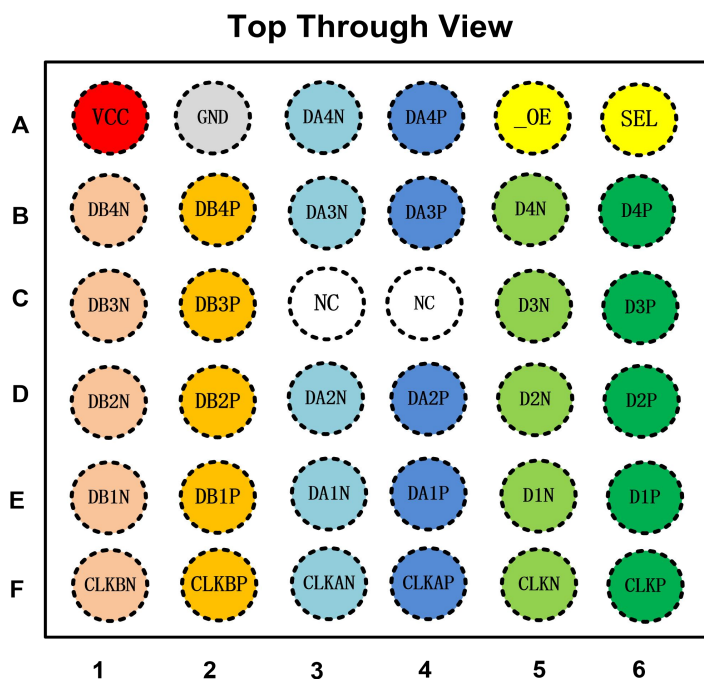 Top Through View
A VCC GND DA4N DA4P _OE SEL
B DB4N DB4P DA3N DA3P D4N D4P
C DB3N DB3P NC NC D3N D3P
D DB2N DB2P DA2N DA2P D2N D2P
E DB1N DB1P DA1N DA1P D1N D1P
F CLKBN CLKBP CLKAN CLKAP CLKN CLKP
1 2 3 4 5 6